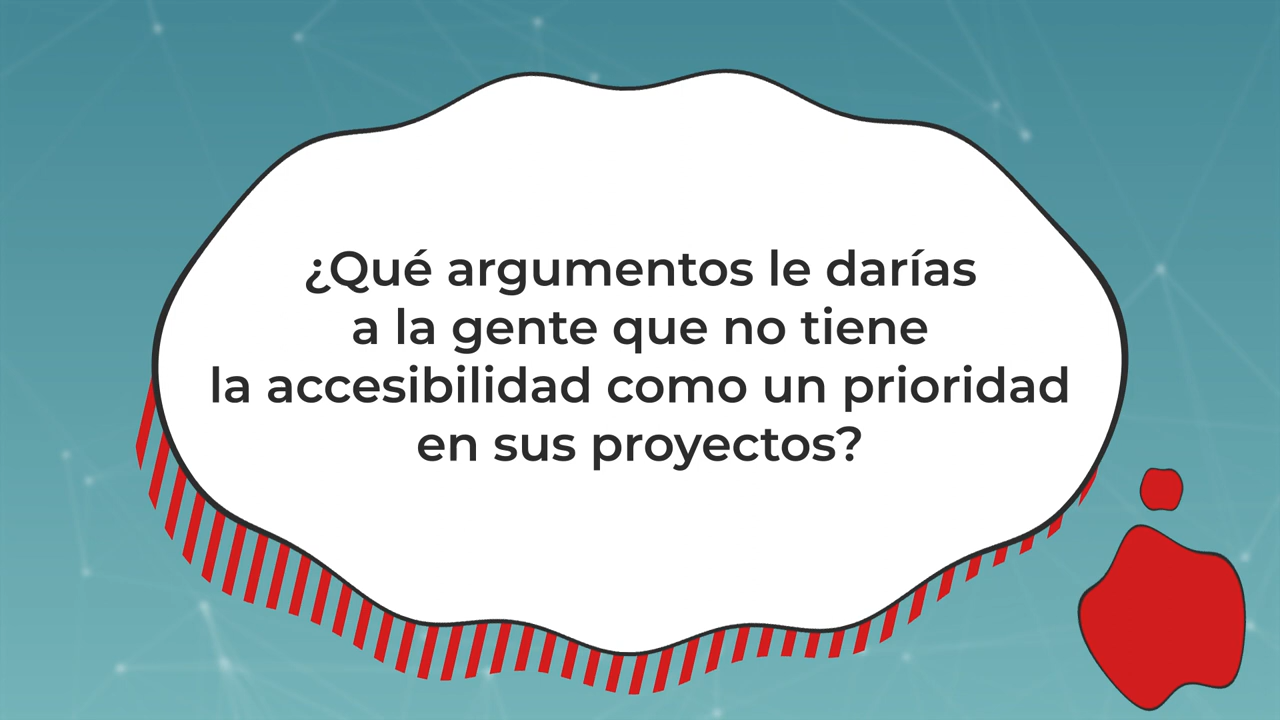 ¿Qué argumentos le darías
a la gente que no tiene
la accesibilidad como un prioridad
en sus proyectos?